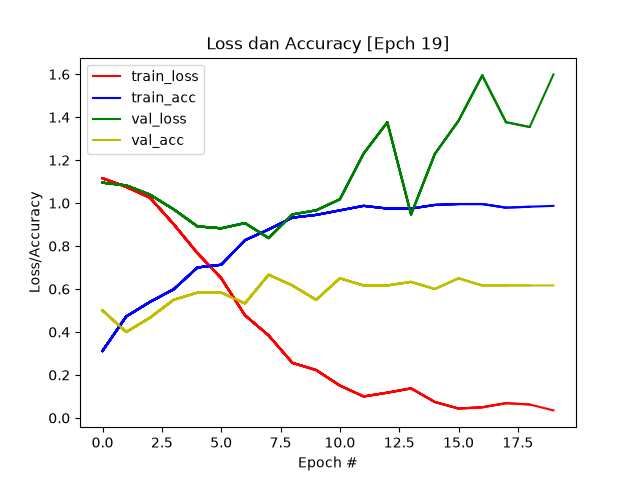 Loss dan Accuracy [Epch 19]
train_loss
train_acc
val_loss
val_acc
Loss/Accuracy
1.6
1.4
1.2
1.0
0.8
0.6
0.4
0.2
0.0
0.0 2.5 5.0 7.5 10.0 12.5 15.0 17.5
Epoch #